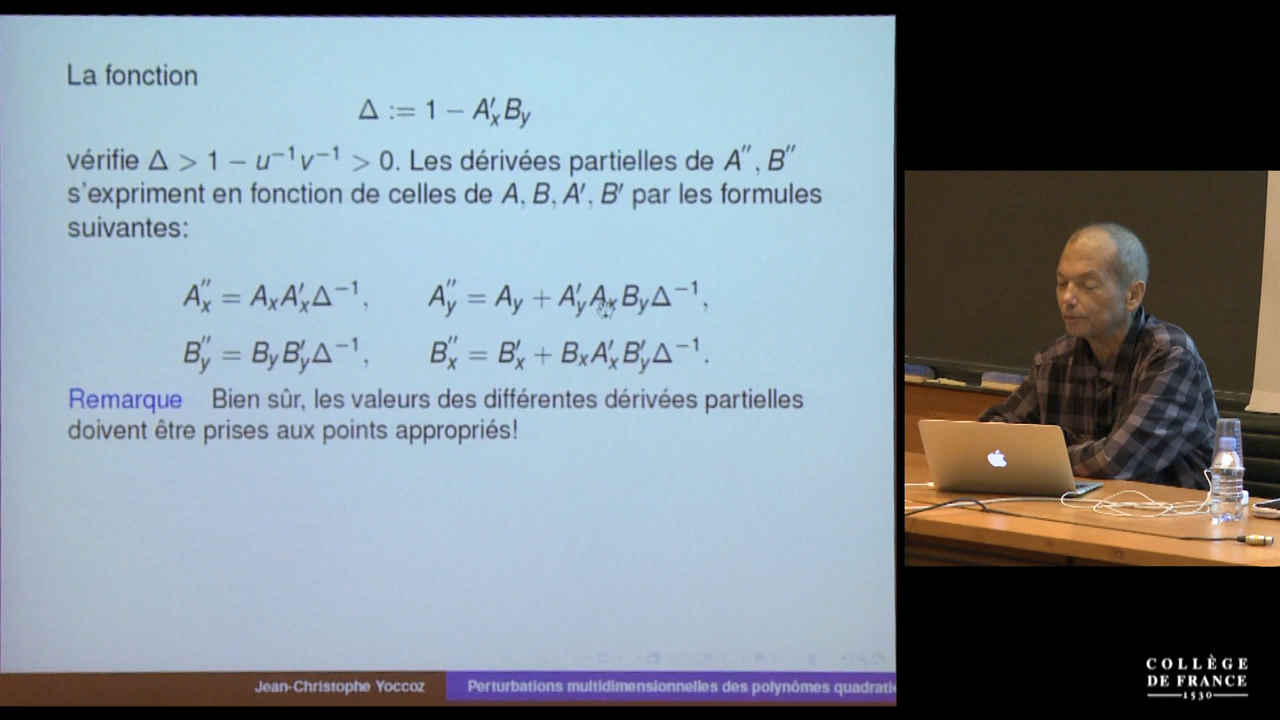 La fonction
Δ := 1 − A′ₓB_y
vérifie Δ > 1 − u⁻¹v⁻¹ > 0. Les dérivées partielles de A″, B″
s'expriment en fonction de celles de A, B, A′, B′ par les formules
suivantes:
A″ₓ = AₓA′ₓΔ⁻¹, A″_y = A_y + A′_yAₓB_yΔ⁻¹,
B″_y = B_yB′_yΔ⁻¹, B″ₓ = B′ₓ + BₓA′ₓB′_yΔ⁻¹.
Remarque Bien sûr, les valeurs des différentes dérivées partielles
doivent être prises aux points appropriés!
Jean-Christophe Yoccoz Perturbations multidimensionnelles des polynômes quadrati
COLLÈGE
DE FRANCE
1530